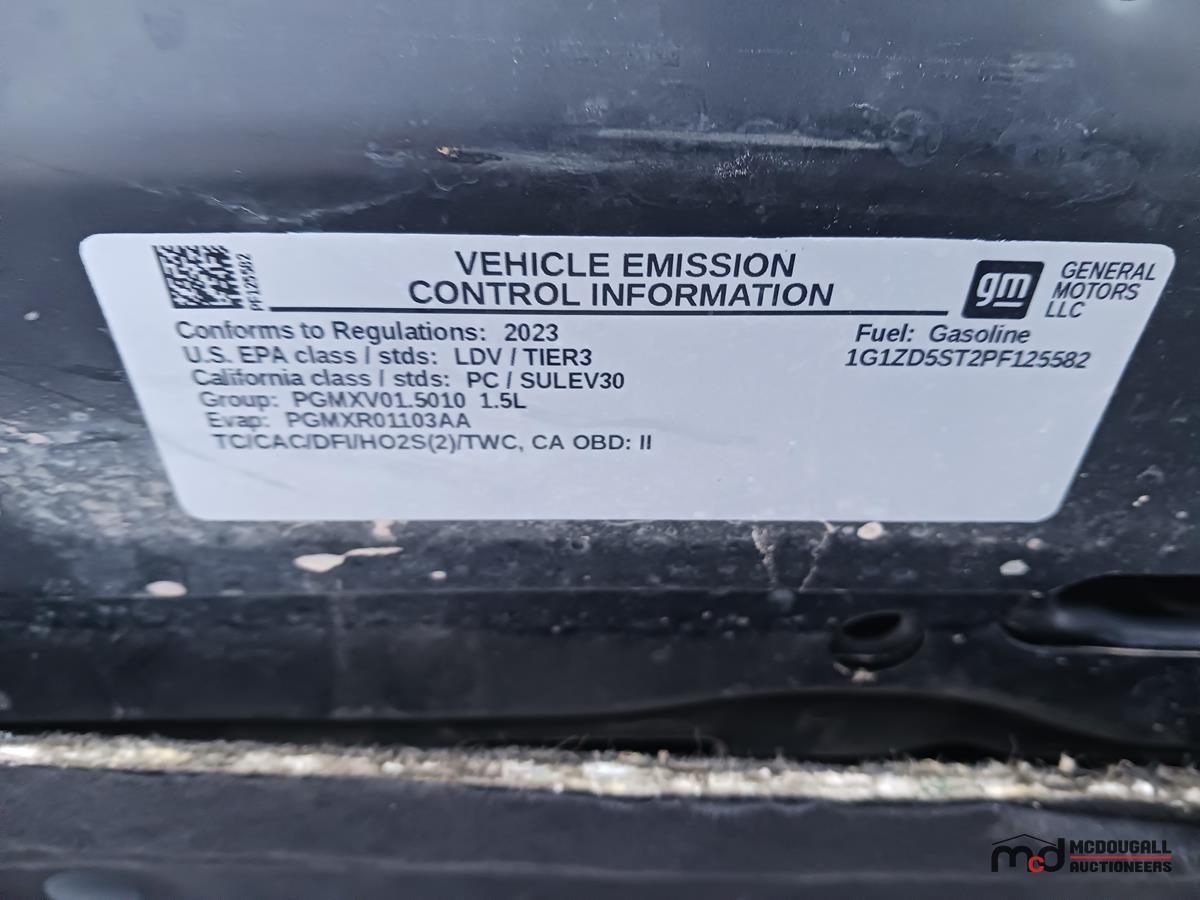 PF125582
VEHICLE EMISSION
CONTROL INFORMATION
gm
GENERAL
MOTORS
LLC
Conforms to Regulations: 2023
Fuel: Gasoline
U.S. EPA class / stds: LDV / TIER3
1G1ZD5ST2PF125582
California class / stds: PC / SULEV30
Group: PGMXV01.5010 1.5L
Evap: PGMXR01103AA
TC/CAC/DFI/HO2S(2)/TWC, CA OBD: II
mcd
MCDOUGALL
AUCTIONEERS